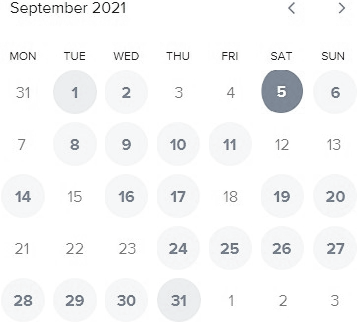 September 2021
MON TUE WED THU FRI SAT SUN
31 1 2 3 4 5 6
7 8 9 10 11 12 13
14 15 16 17 18 19 20
21 22 23 24 25 26 27
28 29 30 31 1 2 3